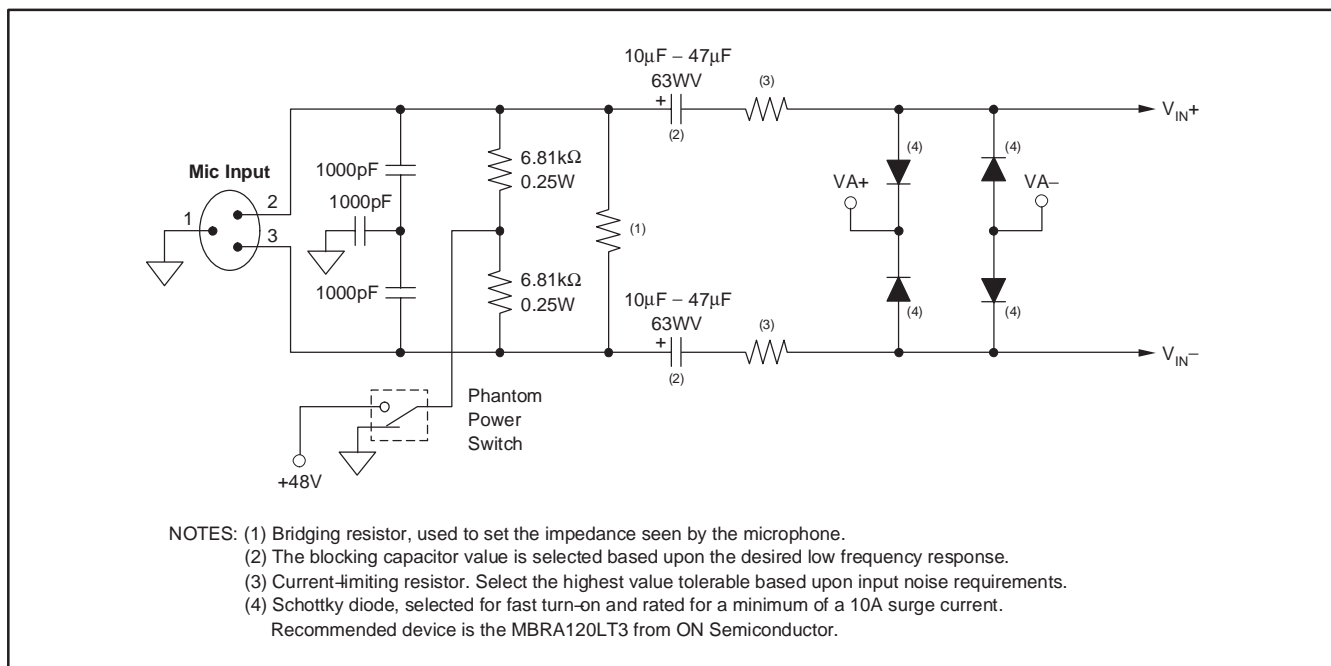 10μF – 47μF
63WV
+
(2)
(3)
V_IN+
Mic Input
1
2
3
1000pF
1000pF
1000pF
6.81kΩ
0.25W
6.81kΩ
0.25W
(1)
(4)
(4)
VA+
VA–
(4)
(4)
10μF – 47μF
63WV
+
(2)
(3)
V_IN–
Phantom
Power
Switch
+48V
NOTES: (1) Bridging resistor, used to set the impedance seen by the microphone.
(2) The blocking capacitor value is selected based upon the desired low frequency response.
(3) Current-limiting resistor. Select the highest value tolerable based upon input noise requirements.
(4) Schottky diode, selected for fast turn-on and rated for a minimum of a 10A surge current.
Recommended device is the MBRA120LT3 from ON Semiconductor.